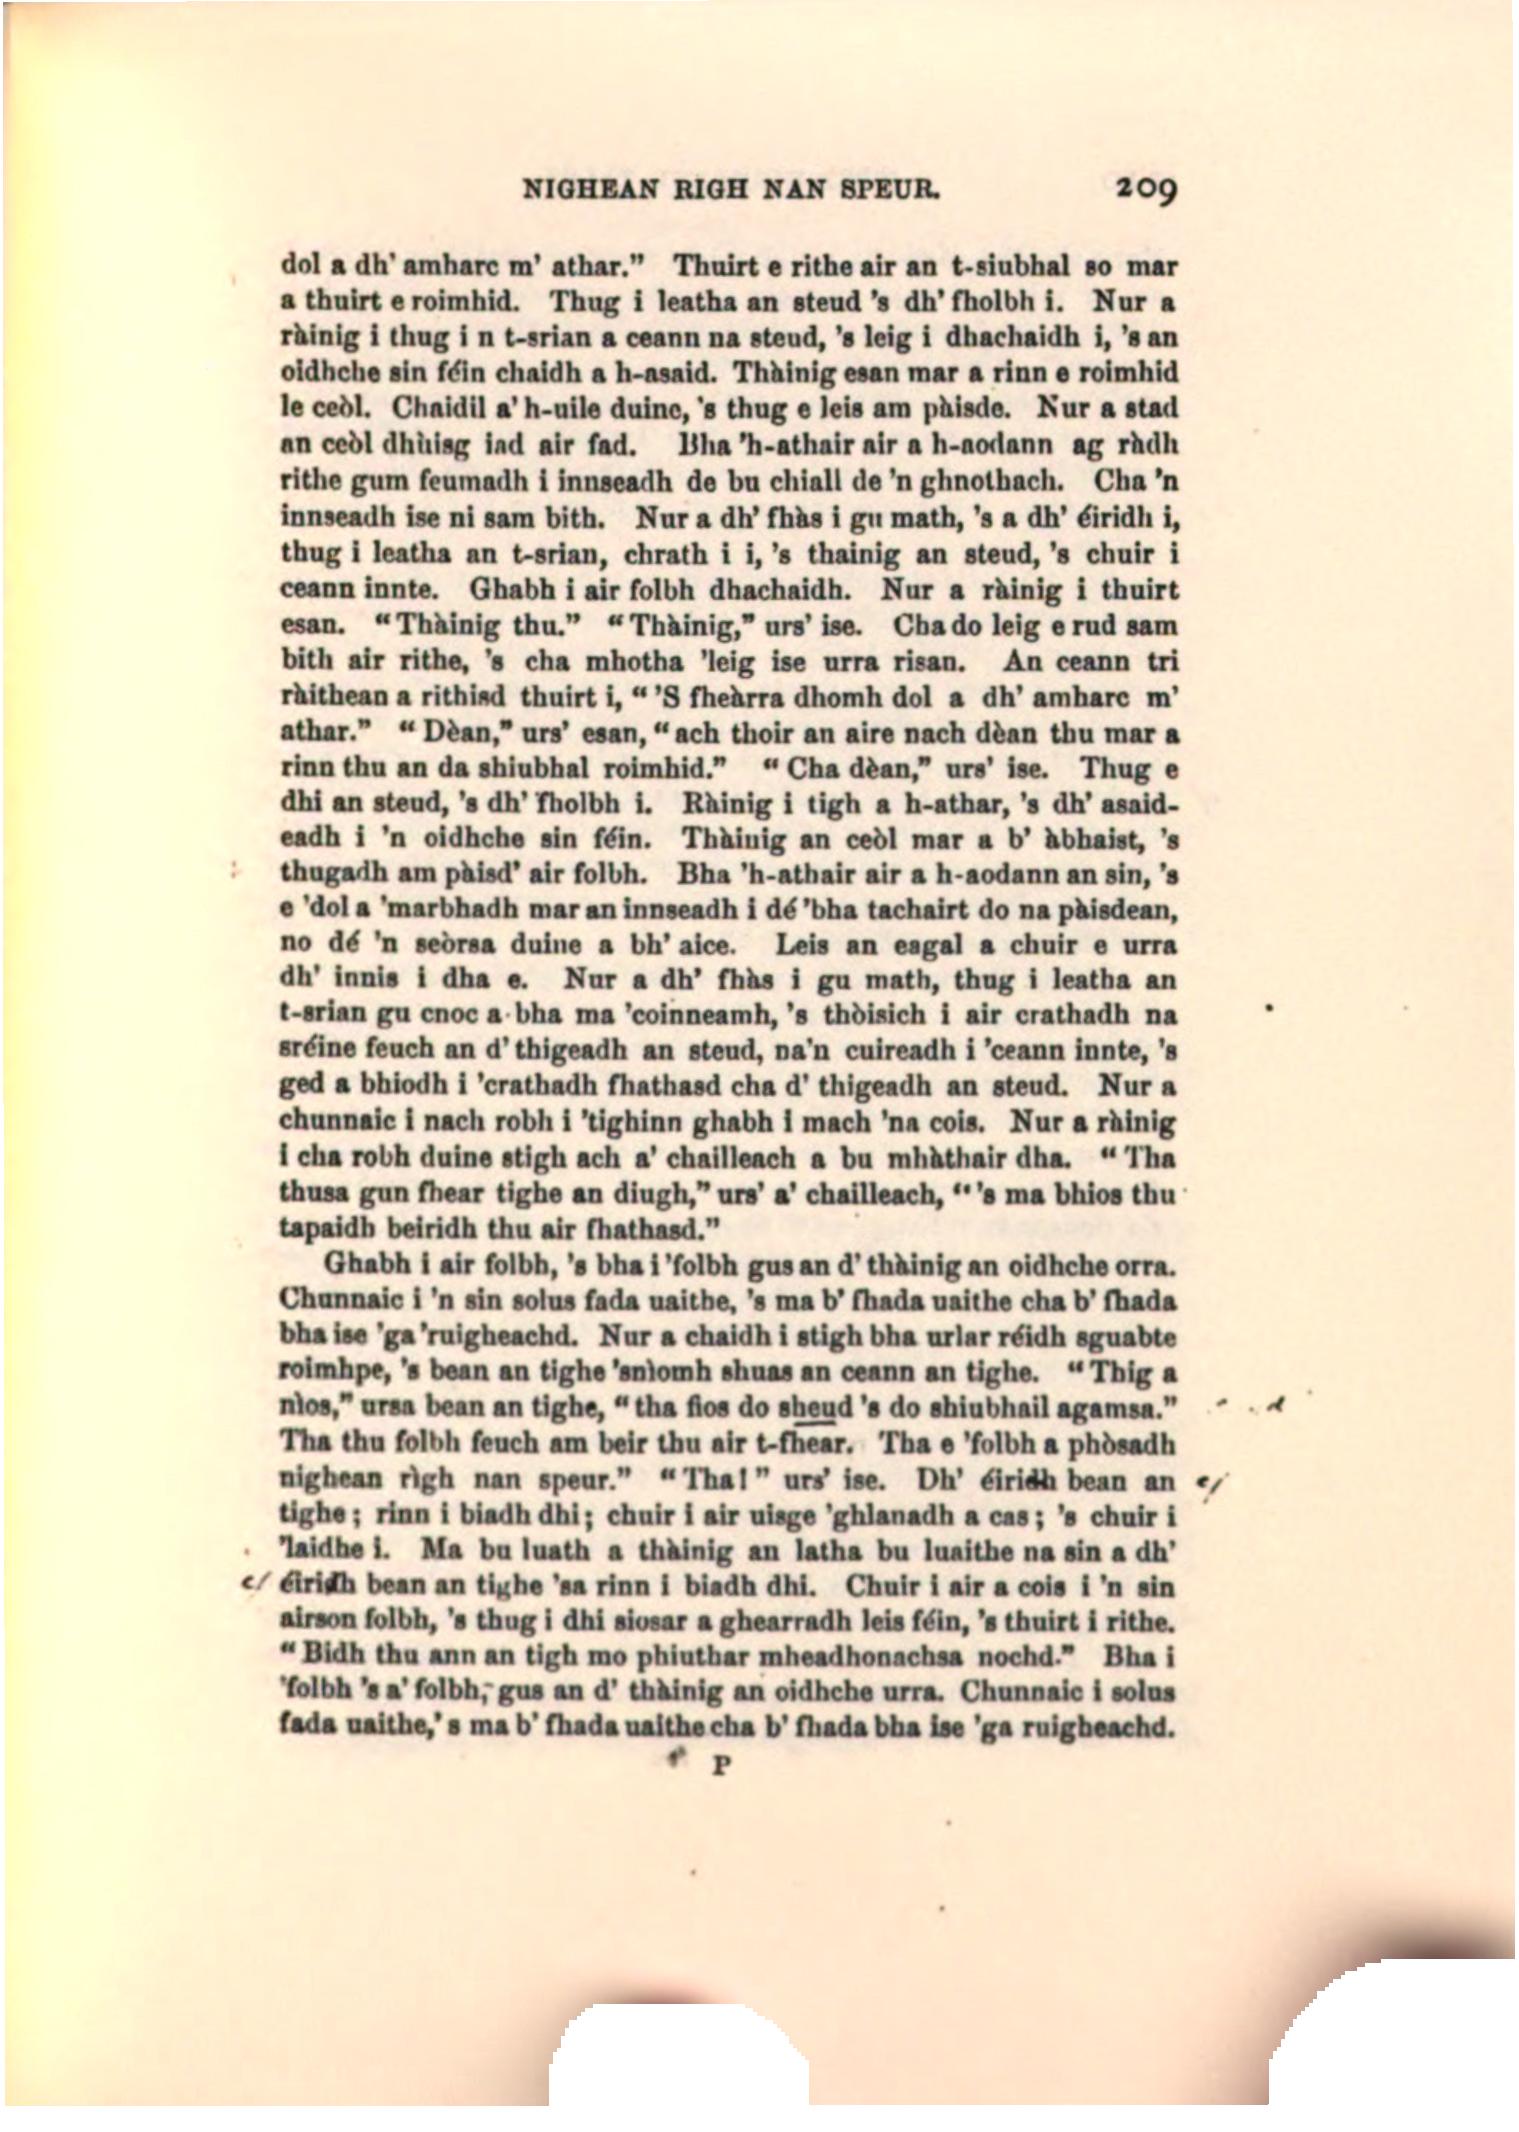 NIGHEAN RIGH NAN SPEUR. 209
dol a dh' amharc m' athar.” Thuirt e rithe air an t-siubhal so mar
a thuirt e roimhid. Thug i leatha an steud 's dh' fholbh i. Nur a
ràinig i thug i n t-srian a ceann na steud, 's leig i dhachaidh i, 's an
oidhche sin féin chaidh a h-asaid. Thàinig esan mar a rinn e roimhid
le ceòl. Chaidil a' h-uile duine, 's thug e leis am pàisde. Nur a stad
an ceòl dhùisg iad air fad. Bha 'h-athair air a h-aodann ag ràdh
rithe gum feumadh i innseadh de bu chiall de 'n ghnothach. Cha 'n
innseadh ise ni sam bith. Nur a dh' fhàs i gu math, 's a dh' éiridh i,
thug i leatha an t-srian, chrath i i, 's thainig an steud, 's chuir i
ceann innte. Ghabh i air folbh dhachaidh. Nur a ràinig i thuirt
esan. “Thàinig thu.” “Thàinig,” urs' ise. Cha do leig e rud sam
bith air rithe, 's cha mhotha 'leig ise urra risan. An ceann tri
ràithean a rithisd thuirt i, “'S fheàrra dhomh dol a dh' amharc m'
athar.” “Dèan,” urs' esan, “ach thoir an aire nach dèan thu mar a
rinn thu an da shiubhal roimhid.” “Cha dèan,” urs' ise. Thug e
dhi an steud, 's dh' fholbh i. Ràinig i tigh a h-athar, 's dh' asaid-
eadh i 'n oidhche sin féin. Thàinig an ceòl mar a b' àbhaist, 's
thugadh am pàisd' air folbh. Bha 'h-athair air a h-aodann an sin, 's
e 'dol a 'marbhadh mar an innseadh i dé 'bha tachairt do na pàisdean,
no dé 'n seòrsa duine a bh' aice. Leis an eagal a chuir e urra
dh' innis i dha e. Nur a dh' fhàs i gu math, thug i leatha an
t-srian gu cnoc a bha ma 'coinneamh, 's thòisich i air crathadh na
sréine feuch an d' thigeadh an steud, na'n cuireadh i 'ceann innte, 's
ged a bhiodh i 'crathadh fhathasd cha d' thigeadh an steud. Nur a
chunnaic i nach robh i 'tighinn ghabh i mach 'na cois. Nur a ràinig
i cha robh duine stigh ach a' chailleach a bu mhàthair dha. “Tha
thusa gun fhear tighe an diugh,” urs' a' chailleach, “'s ma bhios thu
tapaidh beiridh thu air fhathasd.”
Ghabh i air folbh, 's bha i 'folbh gus an d' thàinig an oidhche orra.
Chunnaic i 'n sin solus fada uaithe, 's ma b' fhada uaithe cha b' fhada
bha ise 'ga 'ruigheachd. Nur a chaidh i stigh bha urlar réidh sguabte
roimhpe, 's bean an tighe 'snìomh shuas an ceann an tighe. “Thig a
nìos,” ursa bean an tighe, “tha fios do sheud 's do shiubhail agamsa.”
Tha thu folbh feuch am beir thu air t-fhear. Tha e 'folbh a phòsadh
nighean rìgh nan speur.” “Tha!” urs' ise. Dh' éiridh bean an
tighe; rinn i biadh dhi; chuir i air uisge 'ghlanadh a cas; 's chuir i
'laidhe i. Ma bu luath a thàinig an latha bu luaithe na sin a dh'
éiridh bean an tighe 'sa rinn i biadh dhi. Chuir i air a cois i 'n sin
airson folbh, 's thug i dhi siosar a ghearradh leis féin, 's thuirt i rithe.
“Bidh thu ann an tigh mo phiuthar mheadhonachsa nochd.” Bha i
'folbh 's a' folbh, gus an d' thàinig an oidhche urra. Chunnaic i solus
fada uaithe,' s ma b' fhada uaithe cha b' fhada bha ise 'ga ruigheachd.
P